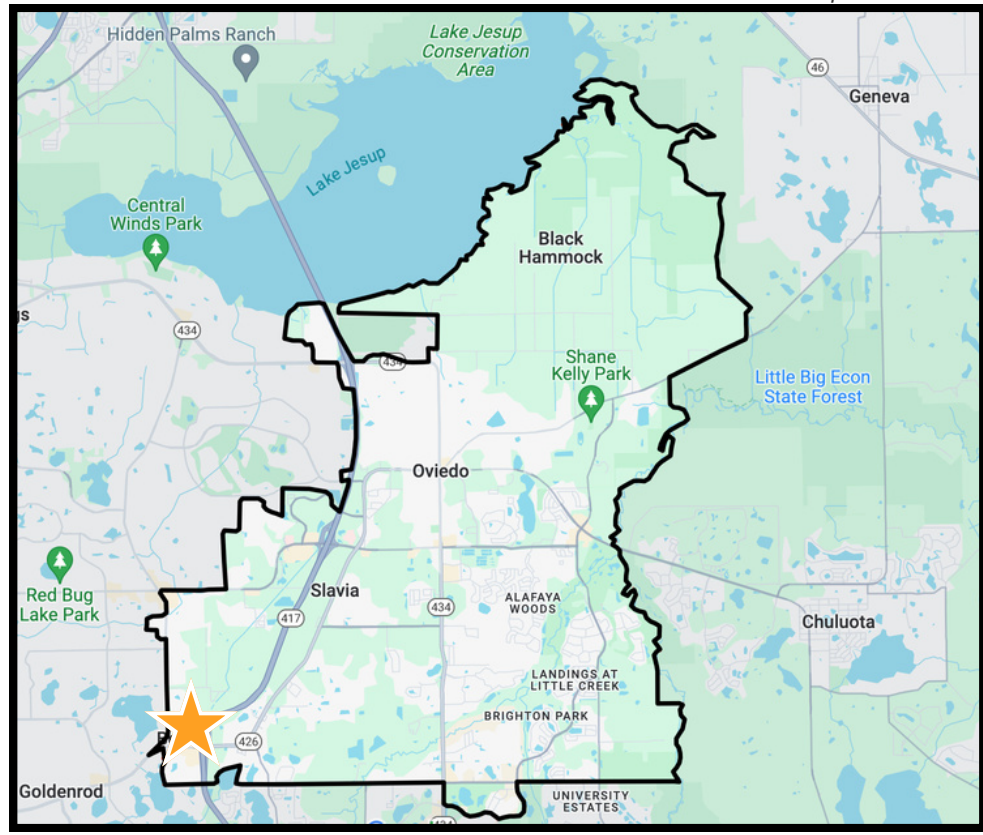 Hidden Palms Ranch
Lake Jesup
Conservation
Area
46
Geneva
Lake Jesup
Central
Winds Park
Black
Hammock
434
434
Shane
Kelly Park
Little Big Econ
State Forest
Oviedo
Red Bug
Lake Park
Slavia
417
434
ALAFAYA
WOODS
Chuluota
LANDINGS AT
LITTLE CREEK
BRIGHTON PARK
426
Goldenrod
UNIVERSITY
ESTATES
434